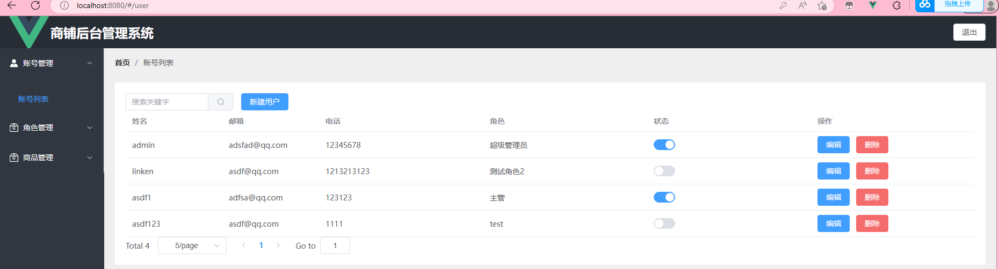 localhost:8080/#/user
拖拽上传
商铺后台管理系统
退出
账号管理
账号列表
角色管理
商品管理
首页 / 账号列表
搜索关键字
新建用户
姓名 邮箱 电话 角色 状态 操作
admin adsfad@qq.com 12345678 超级管理员 编辑 删除
linken asdf@qq.com 1213213123 测试角色2 编辑 删除
asdf1 adfsa@qq.com 123123 主管 编辑 删除
asdf123 asdf@qq.com 1111 test 编辑 删除
Total 4 5/page 1 Go to 1